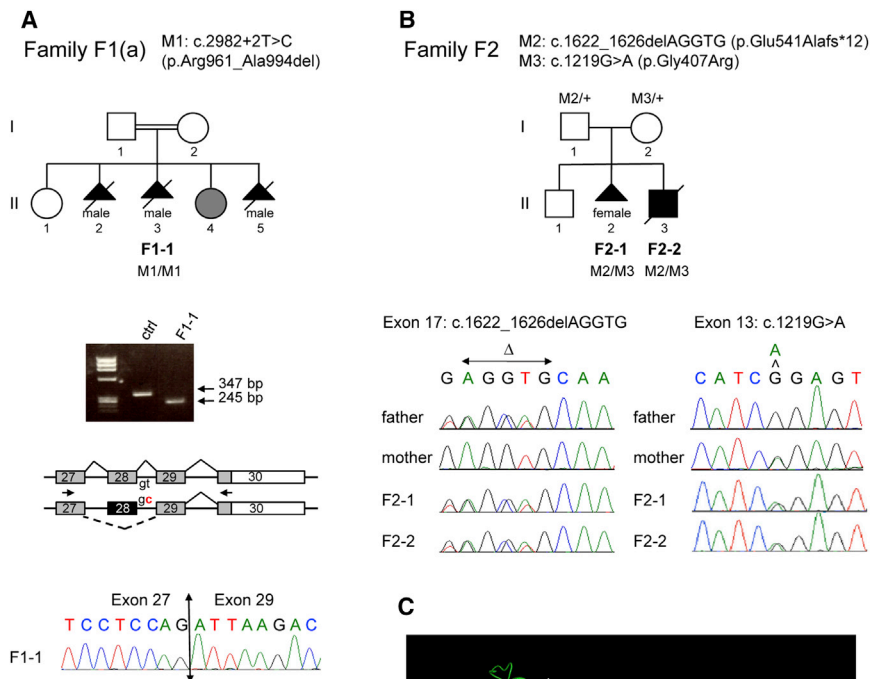 A
Family F1(a)
M1: c.2982+2T>C
(p.Arg961_Ala994del)
I
1
2
II
1
male
2
male
3
4
male
5
F1-1
M1/M1
ctrl
F1-1
347 bp
245 bp
27
28
29
30
gt
gc
27
28
29
30
Exon 27
Exon 29
T C C T C C A G A T T A A G A C
F1-1
B
Family F2
M2: c.1622_1626delAGGTG (p.Glu541Alafs*12)
M3: c.1219G>A (p.Gly407Arg)
M2/+
M3/+
I
1
2
II
1
female
2
3
F2-1
F2-2
M2/M3
M2/M3
Exon 17: c.1622_1626delAGGTG
Δ
G A G G T G C A A
father
mother
F2-1
F2-2
Exon 13: c.1219G>A
A
^
C A T C G G A G T
father
mother
F2-1
F2-2
C